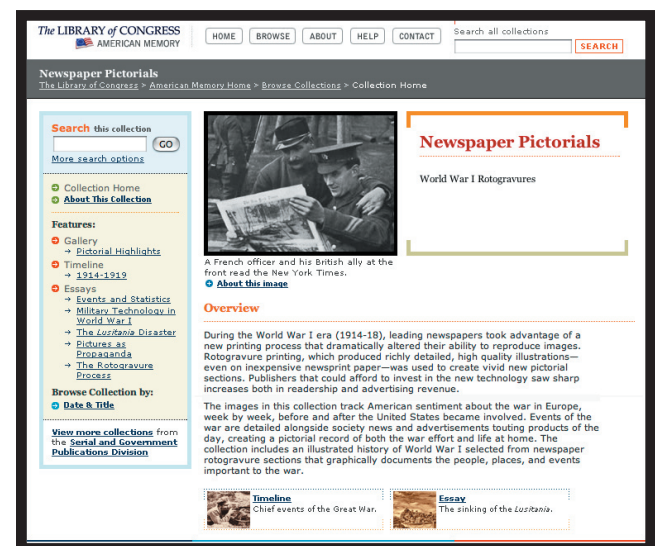 The LIBRARY of CONGRESS
AMERICAN MEMORY
HOME
BROWSE
ABOUT
HELP
CONTACT
Search all collections
SEARCH
Newspaper Pictorials
The Library of Congress > American Memory Home > Browse Collections > Collection Home
Search this collection
GO
More search options
Collection Home
About This Collection
Features:
Gallery
→ Pictorial Highlights
Timeline
→ 1914-1919
Essays
→ Events and Statistics
→ Military Technology in
World War I
→ The Lusitania Disaster
→ Pictures as
Propaganda
→ The Rotogravure
Process
Browse Collection by:
Date & Title
View more collections from
the Serial and Government
Publications Division
A French officer and his British ally at the
front read the New York Times.
About this image
Newspaper Pictorials
World War I Rotogravures
Overview
During the World War I era (1914-18), leading newspapers took advantage of a
new printing process that dramatically altered their ability to reproduce images.
Rotogravure printing, which produced richly detailed, high quality illustrations—
even on inexpensive newsprint paper—was used to create vivid new pictorial
sections. Publishers that could afford to invest in the new technology saw sharp
increases both in readership and advertising revenue.
The images in this collection track American sentiment about the war in Europe,
week by week, before and after the United States became involved. Events of the
war are detailed alongside society news and advertisements touting products of the
day, creating a pictorial record of both the war effort and life at home. The
collection includes an illustrated history of World War I selected from newspaper
rotogravure sections that graphically documents the people, places, and events
important to the war.
Timeline
Chief events of the Great War.
Essay
The sinking of the Lusitania.